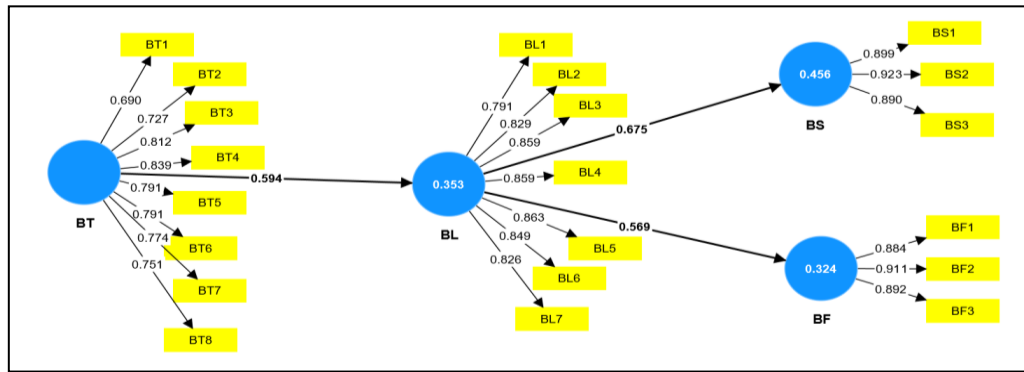 BT1
BT2
BT3
BT4
BT5
BT6
BT7
BT8
0.690
0.727
0.812
0.839
0.791
0.791
0.774
0.751
BT
0.594
BL1
BL2
BL3
BL4
BL5
BL6
BL7
0.791
0.829
0.859
0.859
0.863
0.849
0.826
0.353
BL
0.675
0.569
BS1
BS2
BS3
0.899
0.923
0.890
0.456
BS
BF1
BF2
BF3
0.884
0.911
0.892
0.324
BF